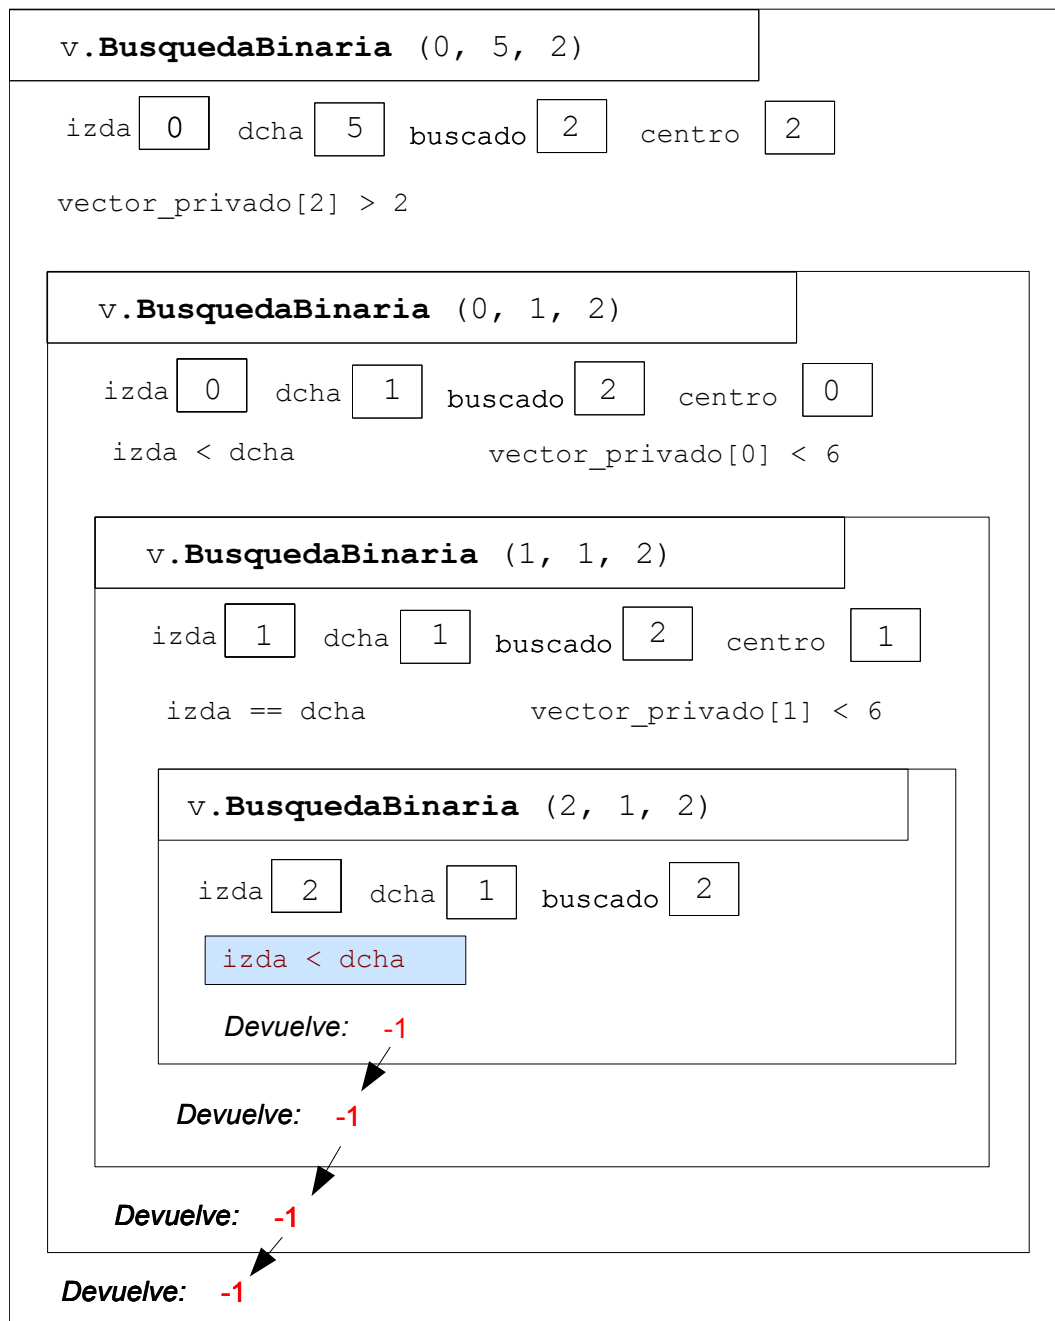 v.BusquedaBinaria (0, 5, 2)
izda 0 dcha 5 buscado 2 centro 2
vector_privado[2] > 2
v.BusquedaBinaria (0, 1, 2)
izda 0 dcha 1 buscado 2 centro 0
izda < dcha vector_privado[0] < 6
v.BusquedaBinaria (1, 1, 2)
izda 1 dcha 1 buscado 2 centro 1
izda == dcha vector_privado[1] < 6
v.BusquedaBinaria (2, 1, 2)
izda 2 dcha 1 buscado 2
izda < dcha
Devuelve: -1
Devuelve: -1
Devuelve: -1
Devuelve: -1